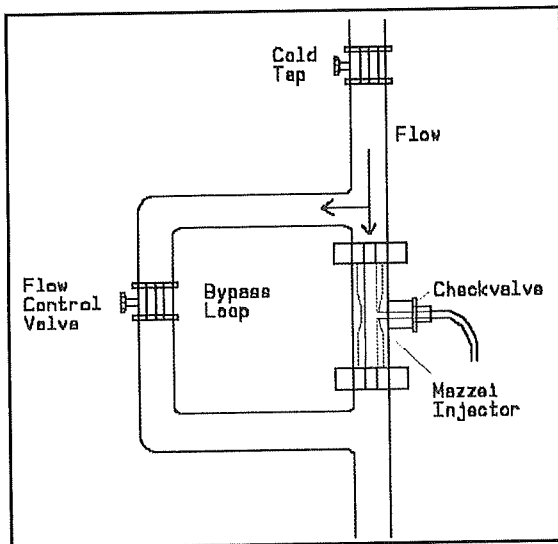 Cold
Tap
Flow
Flow
Control
Valve
Bypass
Loop
Checkvalve
Mazzei
Injector